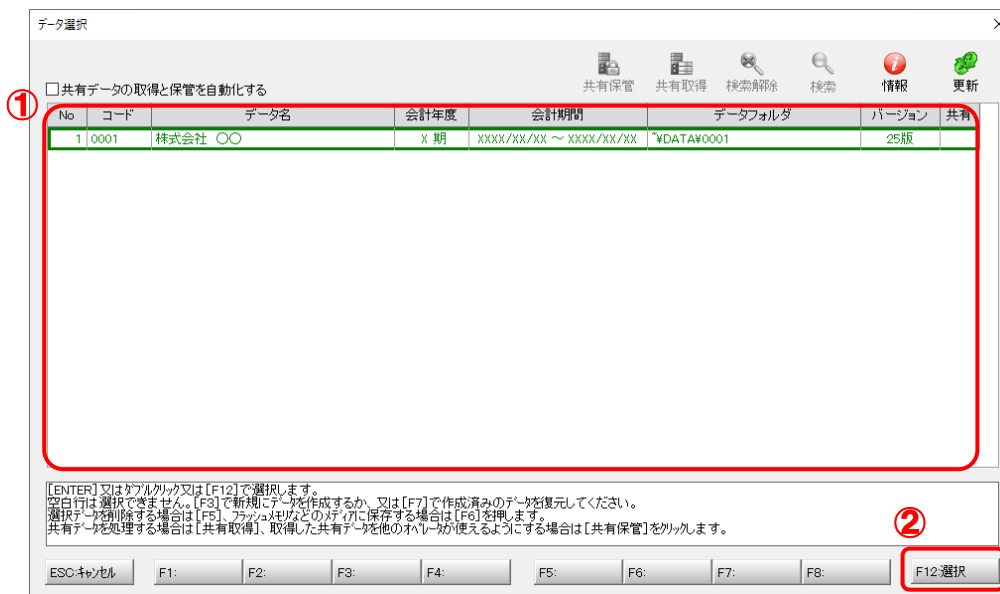 データ選択
共有保管 共有取得 検索解除 検索 情報 更新
共有データの取得と保管を自動化する
①
No コード データ名 会計年度 会計期間 データフォルダ バージョン 共有
1 0001 株式会社 〇〇 X 期 XXXX/XX/XX ～ XXXX/XX/XX ~¥DATA¥0001 25版
[ENTER]又はダブルクリック又は[F12]で選択します。
空白行は選択できません。[F3]で新規にデータを作成するか、又は[F7]で作成済みのデータを復元してください。
選択データを削除する場合は[F5]、フラッシュメモリなどのメディアに保存する場合は[F6]を押します。
共有データを処理する場合は[共有取得]、取得した共有データを他のオペレータが使えるようにする場合は[共有保管]をクリックします。
②
ESC:キャンセル F1: F2: F3: F4: F5: F6: F7: F8: F12:選択